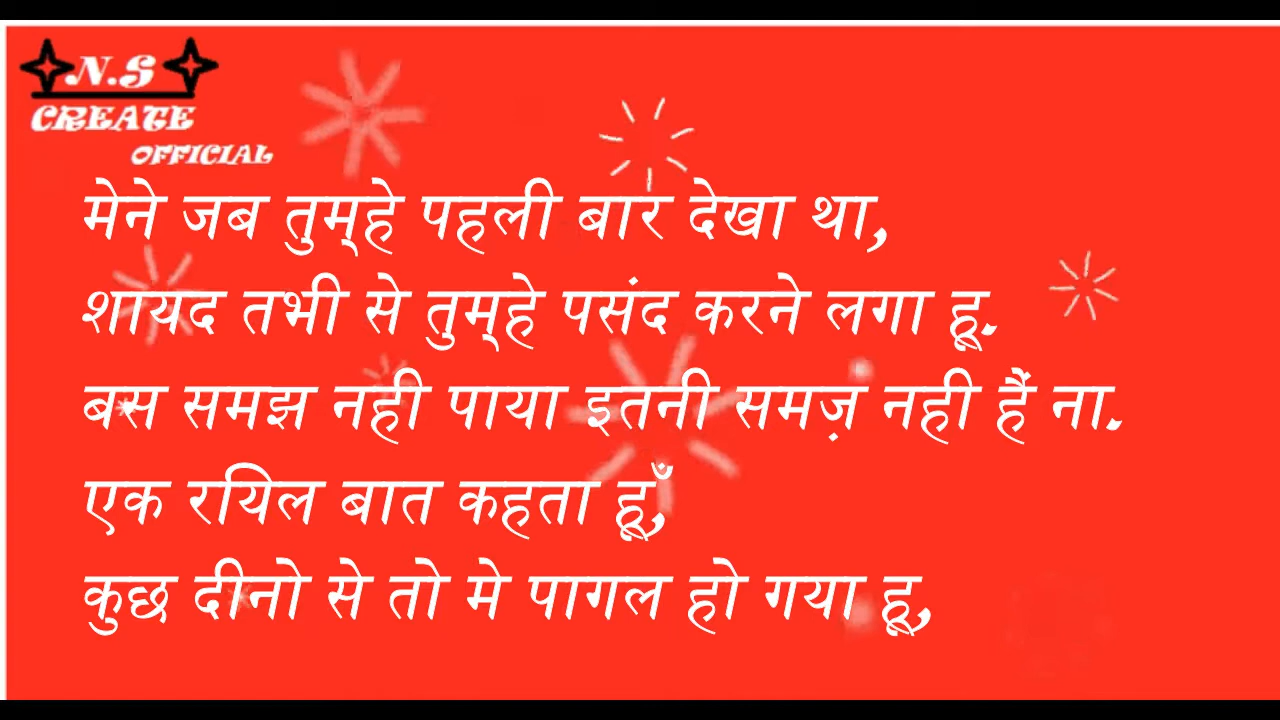 N.S
CREATE
OFFICIAL
मेने जब तुम्हे पहली बार देखा था,
शायद तभी से तुम्हे पसंद करने लगा हू.
बस समझ नही पाया इतनी समज़ नही हैं ना.
एक रयिल बात कहता हूँ,
कुछ दीनो से तो मे पागल हो गया हू,